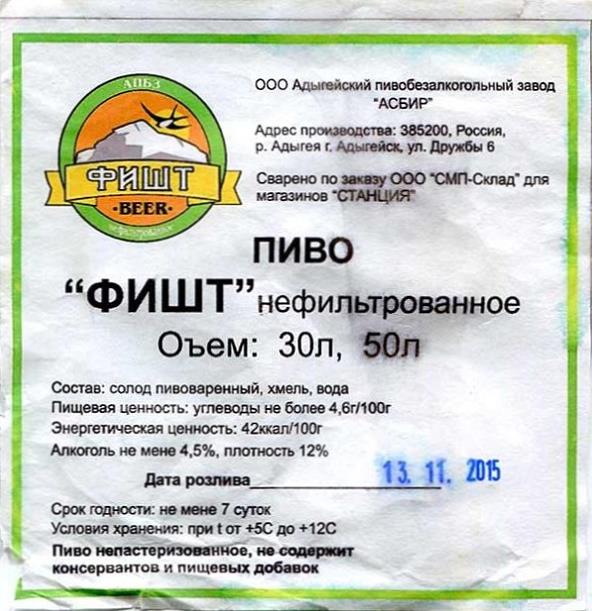 АПБЗ
ФИШТ
•BEER•
нефильтрованное
ООО Адыгейский пивобезалкогольный завод
"АСБИР"
Адрес производства: 385200, Россия,
р. Адыгея г. Адыгейск, ул. Дружбы 6
Сварено по заказу ООО "СМП-Склад" для
магазинов "СТАНЦИЯ"
ПИВО
"ФИШТ" нефильтрованное
Оъем: 30л, 50л
Состав: солод пивоваренный, хмель, вода
Пищевая ценность: углеводы не более 4,6г/100г
Энергетическая ценность: 42ккал/100г
Алкоголь не мене 4,5%, плотность 12%
Дата розлива 13. 11. 2015
Срок годности: не мене 7 суток
Условия хранения: при t от +5С до +12С
Пиво непастеризованное, не содержит
консервантов и пищевых добавок